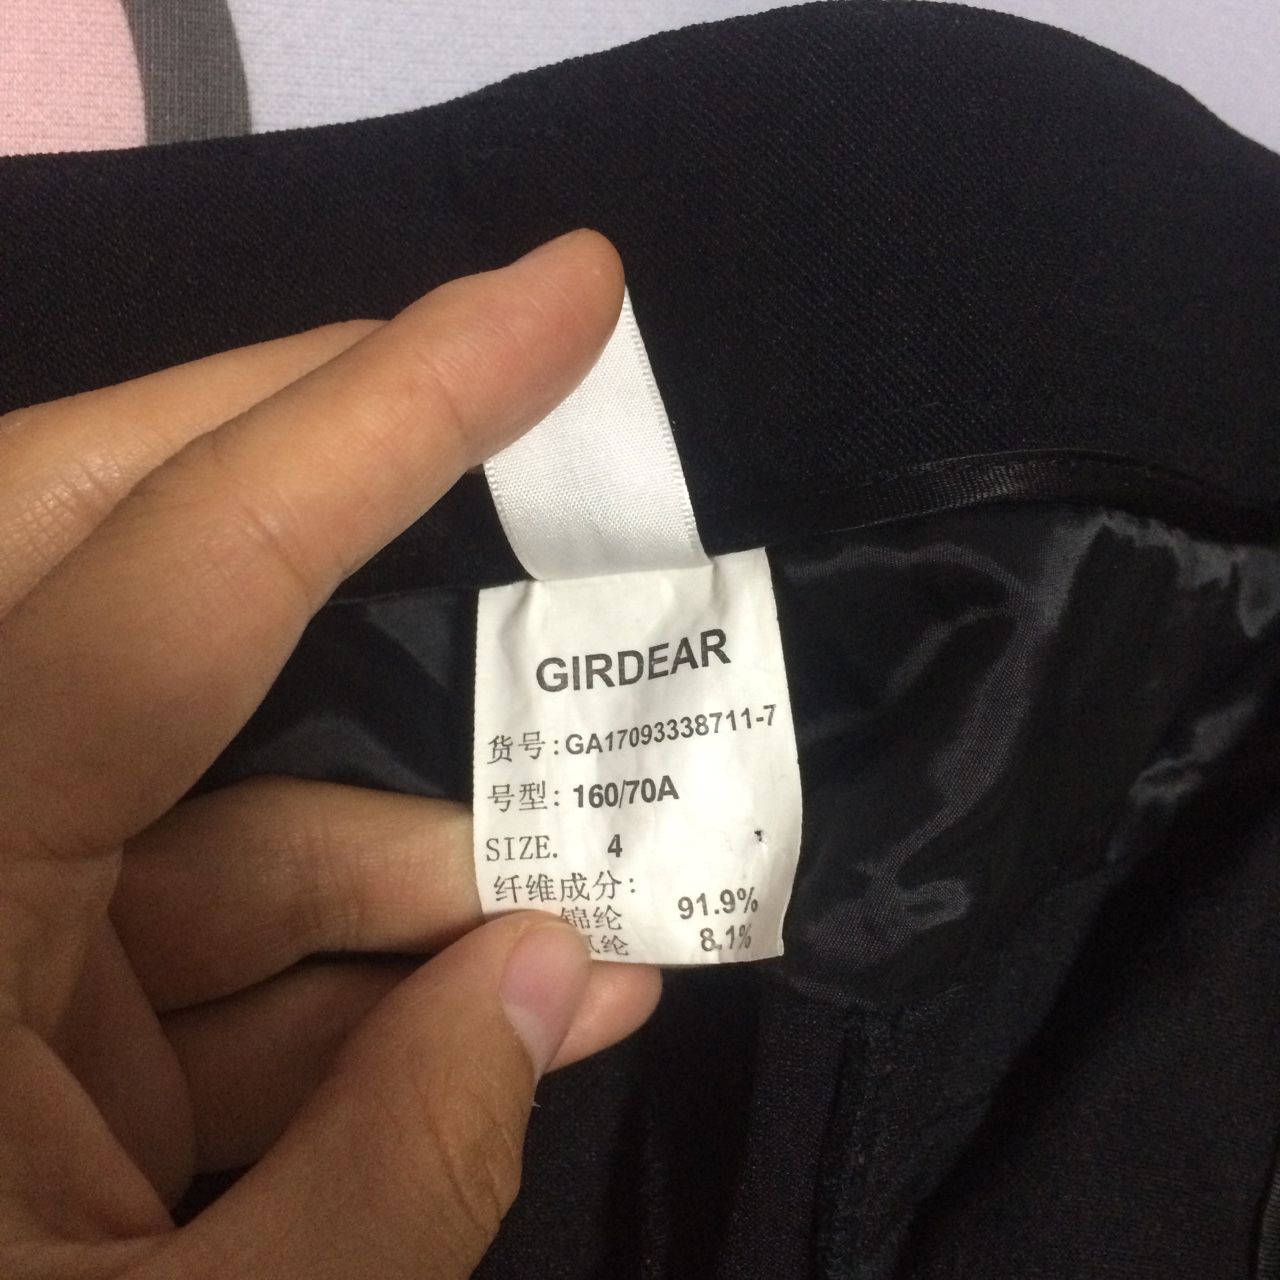 GIRDEAR
货号:GA17093338711-7
号型: 160/70A
SIZE. 4
纤维成分:
锦纶 91.9%
纶 8.1%